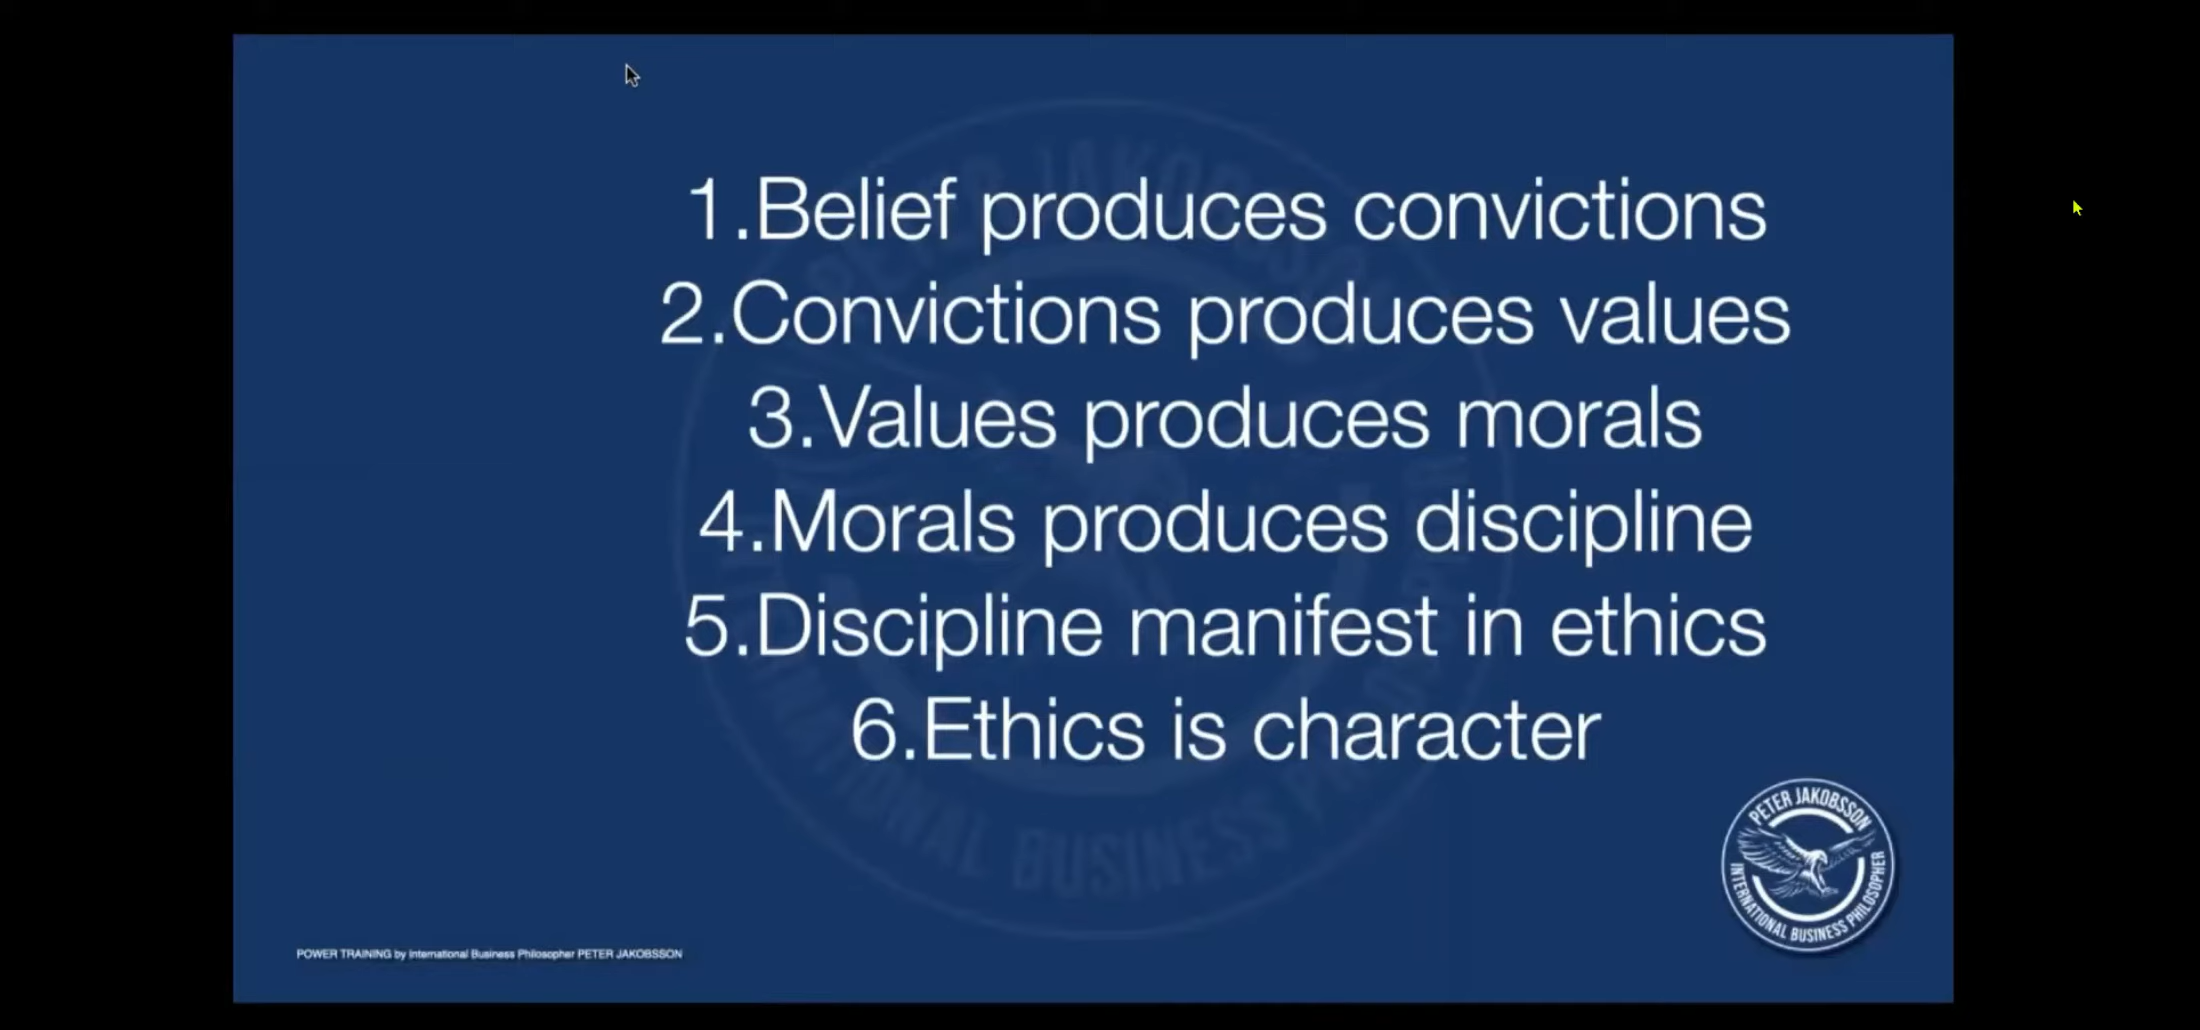 1.Belief produces convictions
2.Convictions produces values
3.Values produces morals
4.Morals produces discipline
5.Discipline manifest in ethics
6.Ethics is character
PETER JAKOBSSON
INTERNATIONAL BUSINESS PHILOSOPHER
POWER TRAINING by International Business Philosopher PETER JAKOBSSON